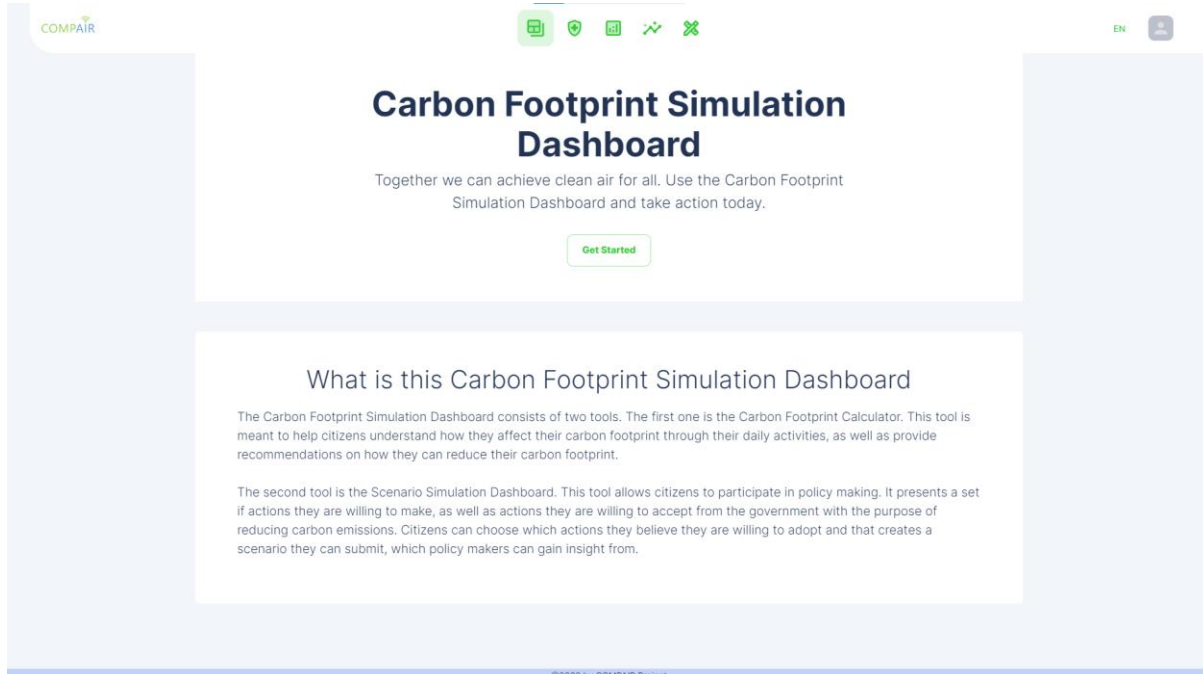 COMPAIR
EN
Carbon Footprint Simulation
Dashboard
Together we can achieve clean air for all. Use the Carbon Footprint
Simulation Dashboard and take action today.
Get Started
What is this Carbon Footprint Simulation Dashboard
The Carbon Footprint Simulation Dashboard consists of two tools. The first one is the Carbon Footprint Calculator. This tool is
meant to help citizens understand how they affect their carbon footprint through their daily activities, as well as provide
recommendations on how they can reduce their carbon footprint.
The second tool is the Scenario Simulation Dashboard. This tool allows citizens to participate in policy making. It presents a set
if actions they are willing to make, as well as actions they are willing to accept from the government with the purpose of
reducing carbon emissions. Citizens can choose which actions they believe they are willing to adopt and that creates a
scenario they can submit, which policy makers can gain insight from.